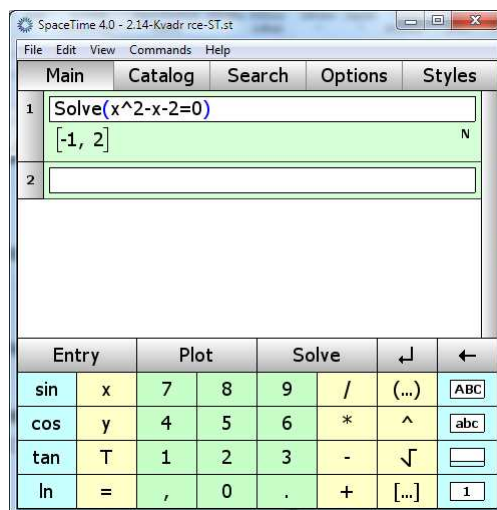 SpaceTime 4.0 - 2.14-Kvadr rce-ST.st
File Edit View Commands Help
Main Catalog Search Options Styles
1 Solve(x^2-x-2=0)
[-1, 2] N
2
Entry Plot Solve ↵ ←
sin x 7 8 9 / (...) ABC
cos y 4 5 6 * ^ abc
tan T 1 2 3 - √
ln = , 0 . + [...] 1